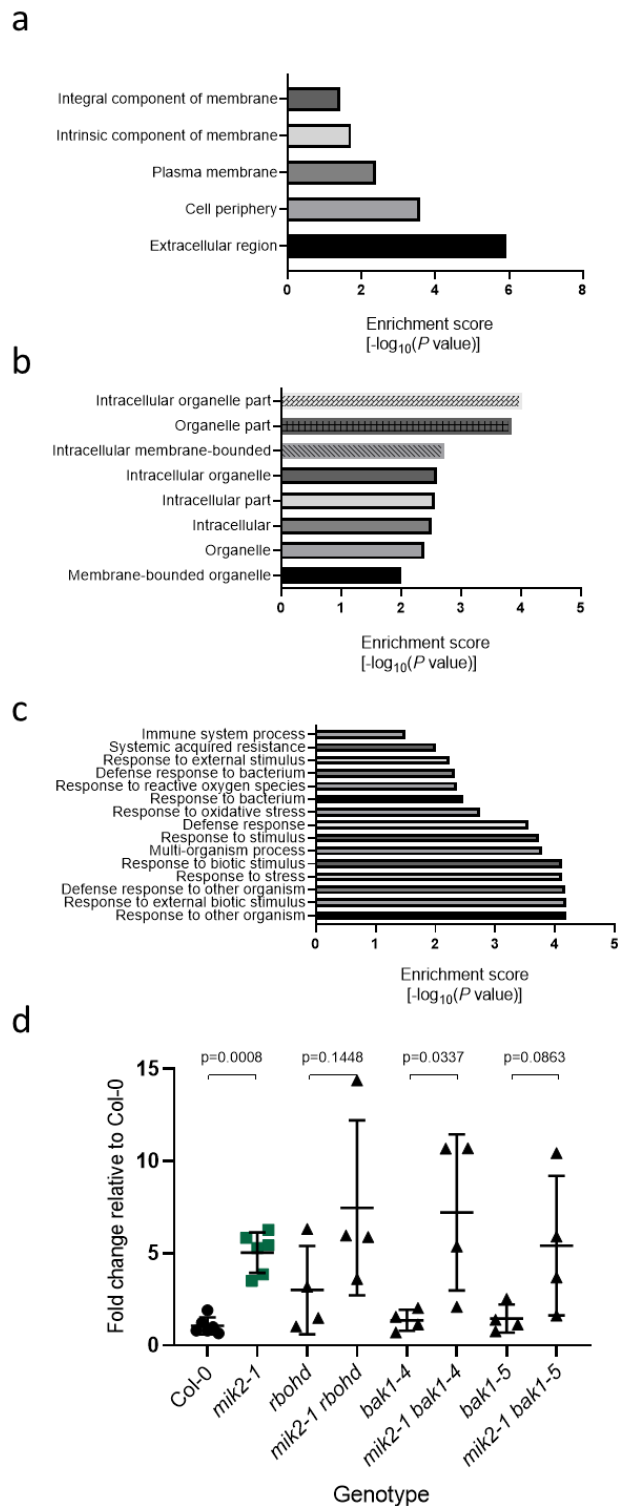 a
Integral component of membrane
Intrinsic component of membrane
Plasma membrane
Cell periphery
Extracellular region
0 2 4 6 8
Enrichment score
[-log10(P value)]
b
Intracellular organelle part
Organelle part
Intracellular membrane-bounded
Intracellular organelle
Intracellular part
Intracellular
Organelle
Membrane-bounded organelle
0 1 2 3 4 5
Enrichment score
[-log10(P value)]
c
Immune system process
Systemic acquired resistance
Response to external stimulus
Defense response to bacterium
Response to reactive oxygen species
Response to bacterium
Response to oxidative stress
Defense response
Response to stimulus
Multi-organism process
Response to biotic stimulus
Response to stress
Defense response to other organism
Response to external biotic stimulus
Response to other organism
0 1 2 3 4 5
Enrichment score
[-log10(P value)]
d
p=0.0008 p=0.1448 p=0.0337 p=0.0863
Fold change relative to Col-0
15
10
5
0
Col-0
mik2-1
rbohd
mik2-1 rbohd
bak1-4
mik2-1 bak1-4
bak1-5
mik2-1 bak1-5
Genotype